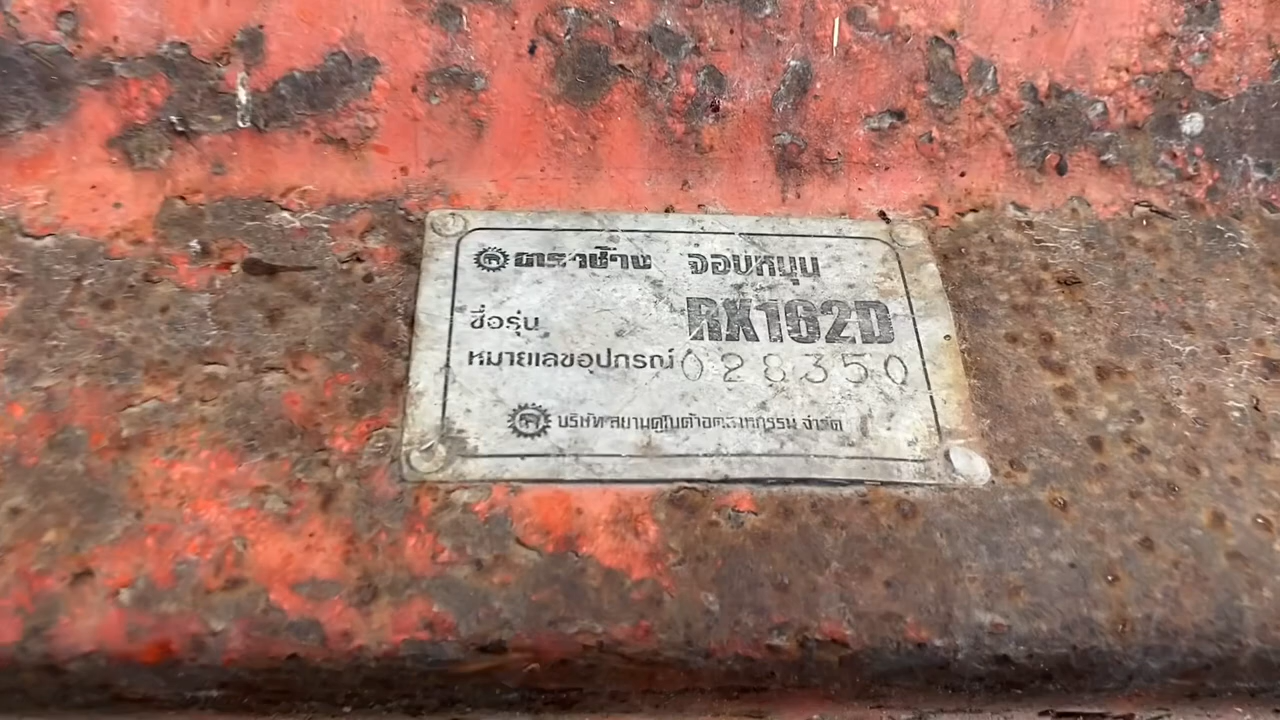 ตราช้าง จอบหมุน
ชื่อรุ่น RX162D
หมายเลขอุปกรณ์ 028350
บริษัท สยามคูโบต้าอุตสาหกรรม จำกัด